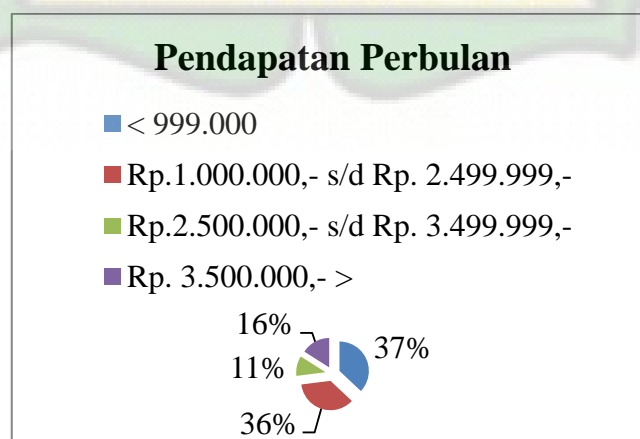 Pendapatan Perbulan
< 999.000
Rp.1.000.000,- s/d Rp. 2.499.999,-
Rp.2.500.000,- s/d Rp. 3.499.999,-
Rp. 3.500.000,- >
16%
37%
11%
36%